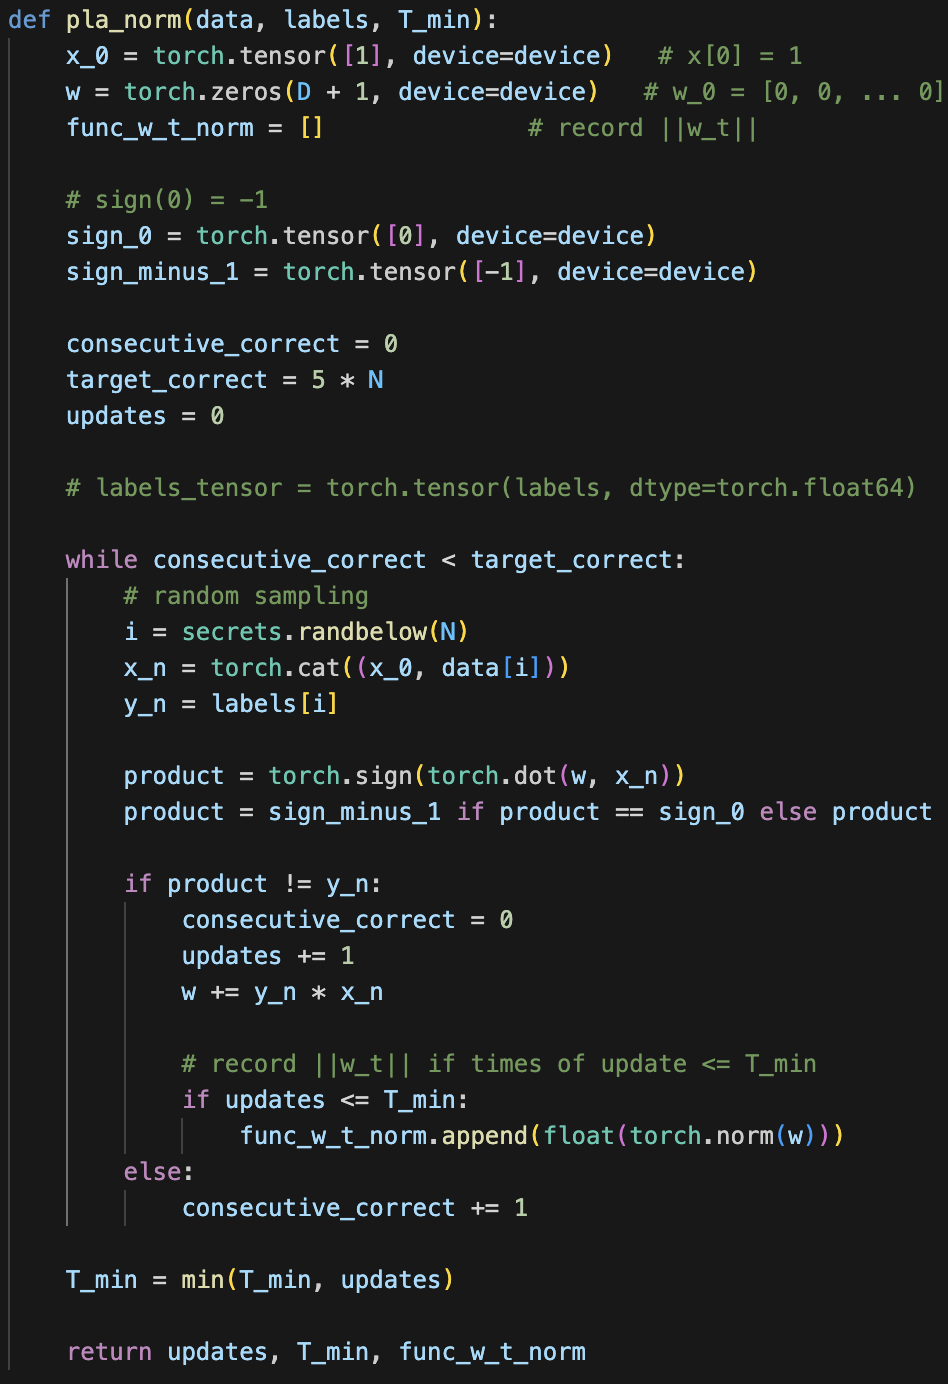 def pla_norm(data, labels, T_min):
    x_0 = torch.tensor([1], device=device)   # x[0] = 1
    w = torch.zeros(D + 1, device=device)   # w_0 = [0, 0, ... 0]
    func_w_t_norm = []              # record ||w_t||

    # sign(0) = -1
    sign_0 = torch.tensor([0], device=device)
    sign_minus_1 = torch.tensor([-1], device=device)

    consecutive_correct = 0
    target_correct = 5 * N
    updates = 0

    # labels_tensor = torch.tensor(labels, dtype=torch.float64)

    while consecutive_correct < target_correct:
        # random sampling
        i = secrets.randbelow(N)
        x_n = torch.cat((x_0, data[i]))
        y_n = labels[i]

        product = torch.sign(torch.dot(w, x_n))
        product = sign_minus_1 if product == sign_0 else product

        if product != y_n:
            consecutive_correct = 0
            updates += 1
            w += y_n * x_n

            # record ||w_t|| if times of update <= T_min
            if updates <= T_min:
                func_w_t_norm.append(float(torch.norm(w)))
        else:
            consecutive_correct += 1

    T_min = min(T_min, updates)

    return updates, T_min, func_w_t_norm